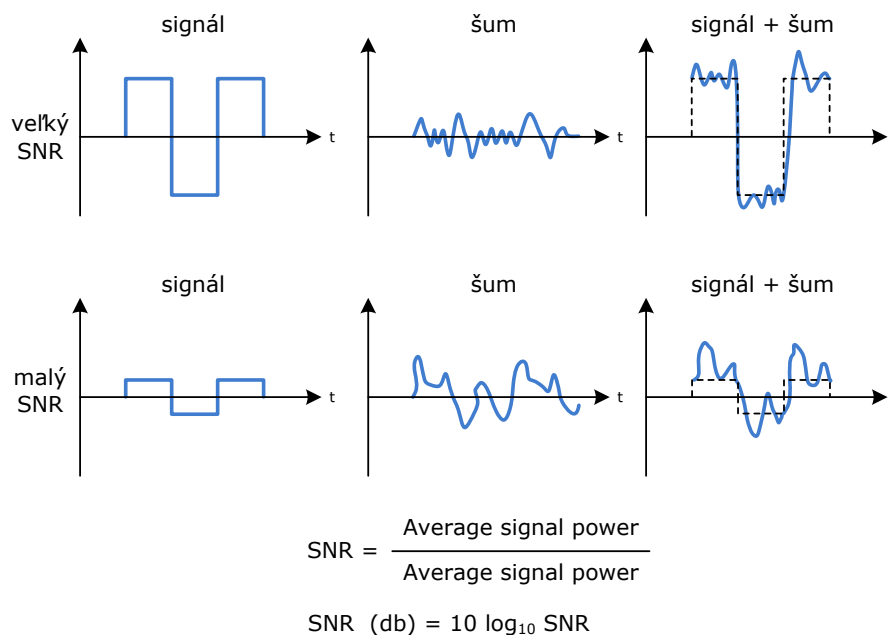 signál
šum
signál + šum
veľký
SNR
t
t
signál
šum
signál + šum
malý
SNR
t
t
SNR = Average signal power
Average signal power
SNR (db) = 10 log₁₀ SNR